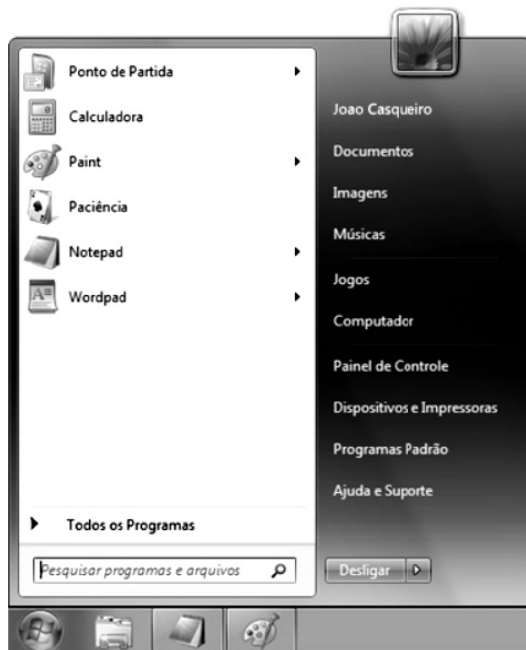 Ponto de Partida
Calculadora
Paint
Paciência
Notepad
Wordpad
Todos os Programas
Pesquisar programas e arquivos
Joao Casqueiro
Documentos
Imagens
Músicas
Jogos
Computador
Painel de Controle
Dispositivos e Impressoras
Programas Padrão
Ajuda e Suporte
Desligar